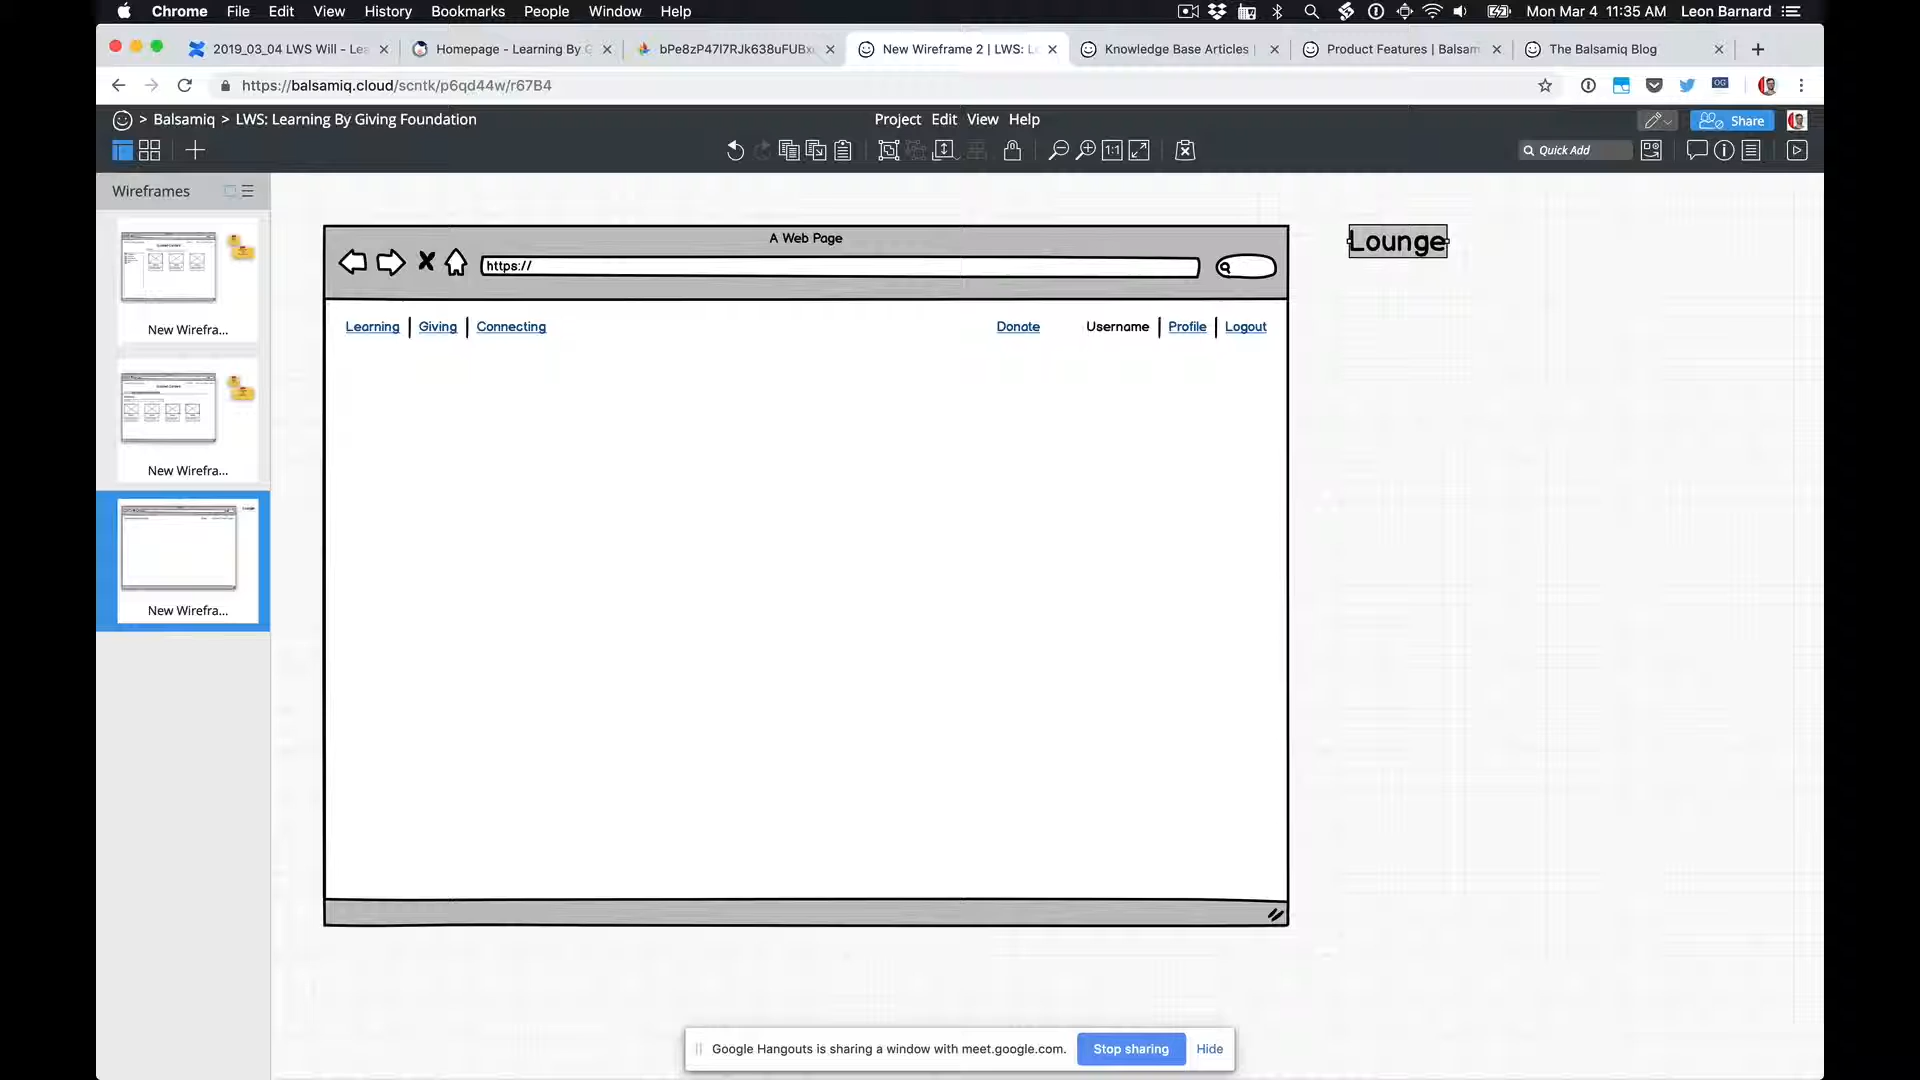 Chrome File Edit View History Bookmarks People Window Help Mon Mar 4 11:35 AM Leon Barnard
2019_03_04 LWS Will - Lea Homepage - Learning By G bPe8zP47I7RJk638uFUBx New Wireframe 2 | LWS: Le Knowledge Base Articles | Product Features | Balsam The Balsamiq Blog
https://balsamiq.cloud/scntk/p6qd44w/r67B4
> Balsamiq > LWS: Learning By Giving Foundation Project Edit View Help Share
1:1 Quick Add
Wireframes
New Wirefra...
New Wirefra...
New Wirefra...
A Web Page
https://
Learning Giving Connecting Donate Username Profile Logout
Lounge
Google Hangouts is sharing a window with meet.google.com. Stop sharing Hide